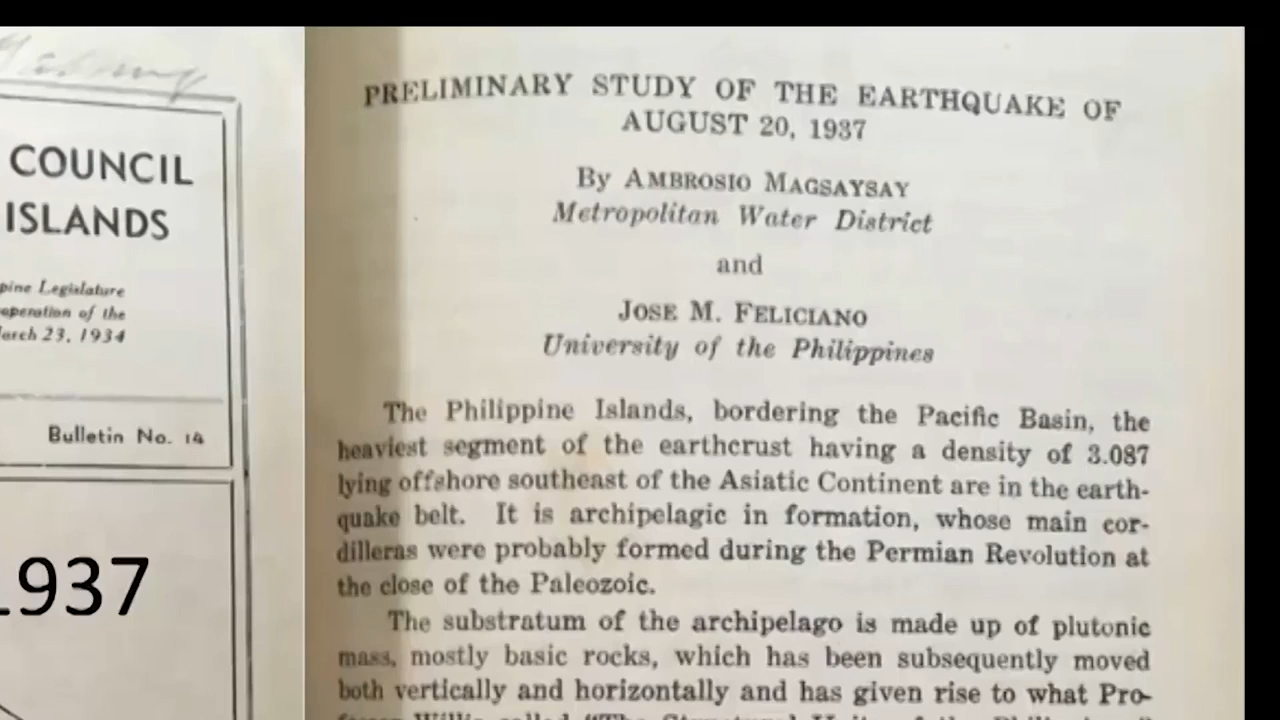 COUNCIL
ISLANDS
pine Legislature
operation of the
March 23, 1934
Bulletin No. 14
1937
PRELIMINARY STUDY OF THE EARTHQUAKE OF
AUGUST 20, 1937
By AMBROSIO MAGSAYSAY
Metropolitan Water District
and
JOSE M. FELICIANO
University of the Philippines
The Philippine Islands, bordering the Pacific Basin, the
heaviest segment of the earthcrust having a density of 3.087
lying offshore southeast of the Asiatic Continent are in the earth-
quake belt. It is archipelagic in formation, whose main cor-
dilleras were probably formed during the Permian Revolution at
the close of the Paleozoic.
The substratum of the archipelago is made up of plutonic
mass, mostly basic rocks, which has been subsequently moved
both vertically and horizontally and has given rise to what Pro-